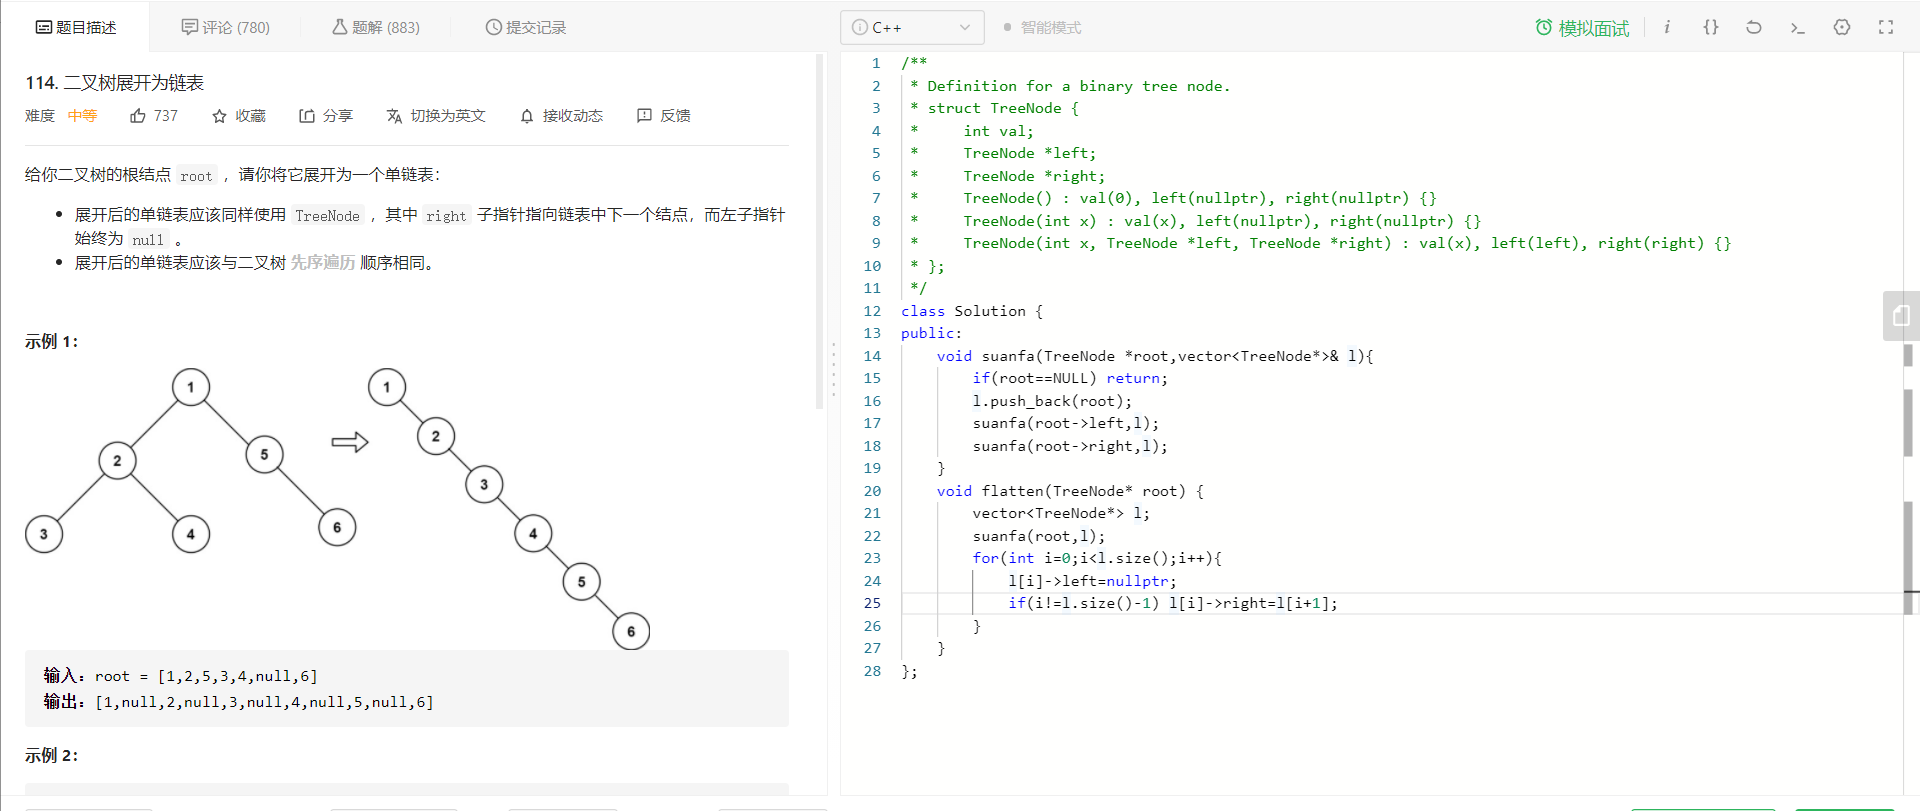 题目描述 评论 (780) 题解 (883) 提交记录
114. 二叉树展开为链表
难度 中等 737 收藏 分享 切换为英文 接收动态 反馈
给你二叉树的根结点 root ，请你将它展开为一个单链表：
展开后的单链表应该同样使用 TreeNode ，其中 right 子指针指向链表中下一个结点，而左子指针
始终为 null 。
展开后的单链表应该与二叉树 先序遍历 顺序相同。
示例 1：
1
2 5
3 4 6
1
2
3
4
5
6
输入：root = [1,2,5,3,4,null,6]
输出：[1,null,2,null,3,null,4,null,5,null,6]
示例 2：
C++ 智能模式 模拟面试 i {} >_
1 /**
2  * Definition for a binary tree node.
3  * struct TreeNode {
4  *     int val;
5  *     TreeNode *left;
6  *     TreeNode *right;
7  *     TreeNode() : val(0), left(nullptr), right(nullptr) {}
8  *     TreeNode(int x) : val(x), left(nullptr), right(nullptr) {}
9  *     TreeNode(int x, TreeNode *left, TreeNode *right) : val(x), left(left), right(right) {}
10  * };
11  */
12 class Solution {
13 public:
14     void suanfa(TreeNode *root,vector<TreeNode*>& l){
15         if(root==NULL) return;
16         l.push_back(root);
17         suanfa(root->left,l);
18         suanfa(root->right,l);
19     }
20     void flatten(TreeNode* root) {
21         vector<TreeNode*> l;
22         suanfa(root,l);
23         for(int i=0;i<l.size();i++){
24             l[i]->left=nullptr;
25             if(i!=l.size()-1) l[i]->right=l[i+1];
26         }
27     }
28 };